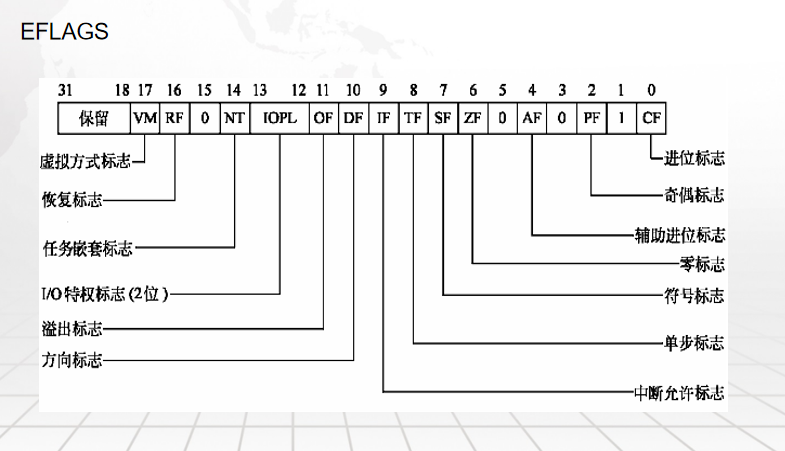 EFLAGS
31 18 17 16 15 14 13 12 11 10 9 8 7 6 5 4 3 2 1 0
保留 VM RF 0 NT IOPL OF DF IF TF SF ZF 0 AF 0 PF 1 CF
虚拟方式标志
进位标志
恢复标志
奇偶标志
任务嵌套标志
辅助进位标志
零标志
I/O特权标志(2位)
符号标志
溢出标志
单步标志
方向标志
中断允许标志